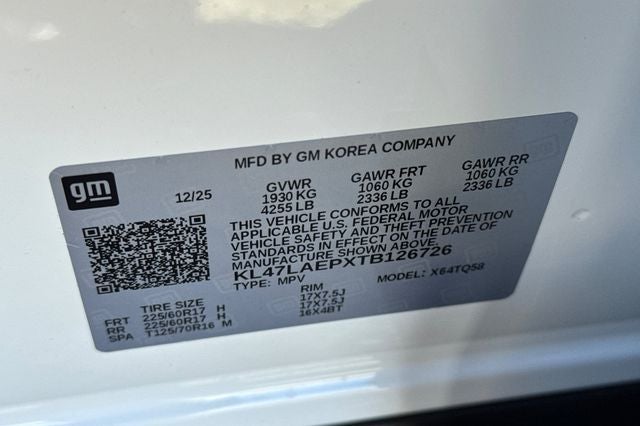 MFD BY GM KOREA COMPANY
gm
12/25
GVWR
1930 KG
4255 LB
GAWR FRT
1060 KG
2336 LB
GAWR RR
1060 KG
2336 LB
THIS VEHICLE CONFORMS TO ALL
APPLICABLE U.S. FEDERAL MOTOR
VEHICLE SAFETY AND THEFT PREVENTION
STANDARDS IN EFFECT ON THE DATE OF
MANUFACTURE SHOWN ABOVE.
KL47LAEPXTB126726
TYPE: MPV MODEL: X64TQ58
TIRE SIZE RIM
FRT 225/60R17 H 17X7.5J
RR 225/60R17 H 17X7.5J
SPA T125/70R16 M 16X4BT